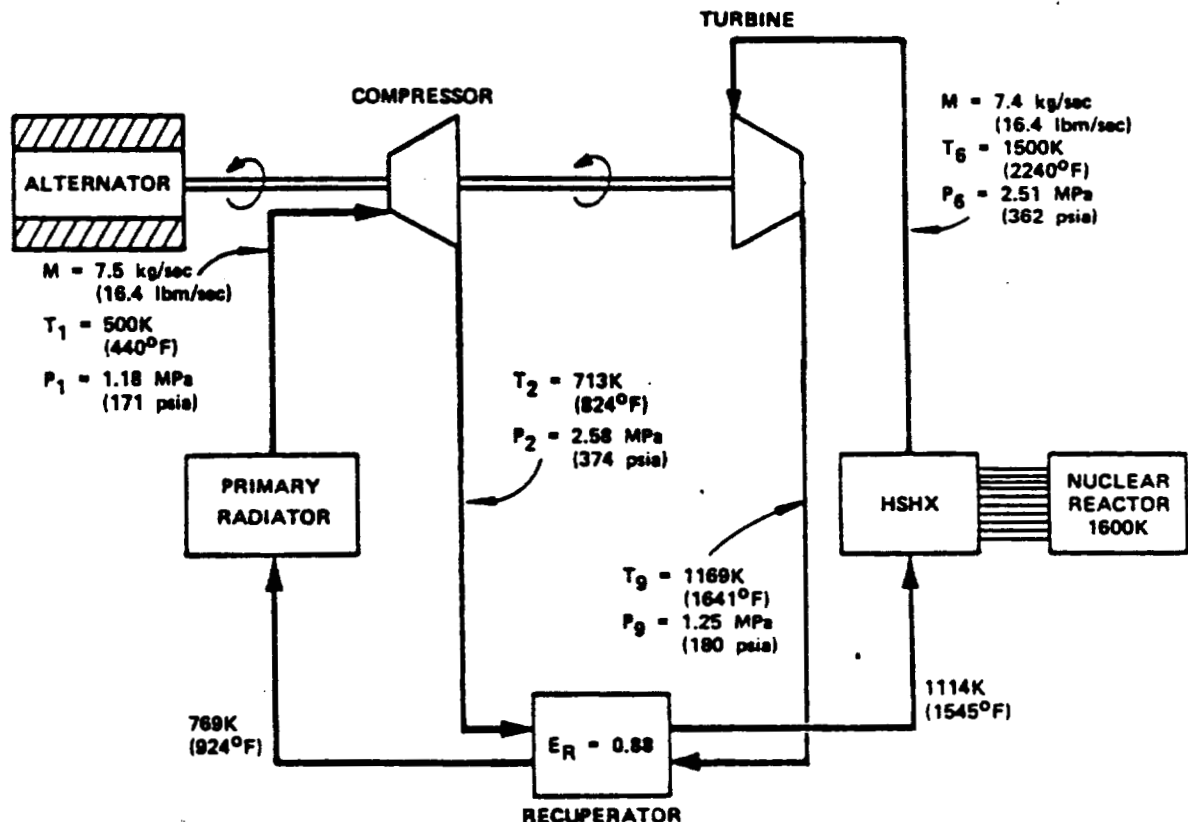 TURBINE
COMPRESSOR
ALTERNATOR
M = 7.4 kg/sec
(16.4 lbm/sec)
T6 = 1500K
(2240°F)
P6 = 2.51 MPa
(362 psia)
M = 7.5 kg/sec
(16.4 lbm/sec)
T1 = 500K
(440°F)
P1 = 1.18 MPa
(171 psia)
T2 = 713K
(824°F)
P2 = 2.58 MPa
(374 psia)
PRIMARY
RADIATOR
HSHX
NUCLEAR
REACTOR
1600K
T9 = 1169K
(1641°F)
P9 = 1.25 MPa
(180 psia)
769K
(924°F)
ER = 0.88
1114K
(1545°F)
RECUPERATOR